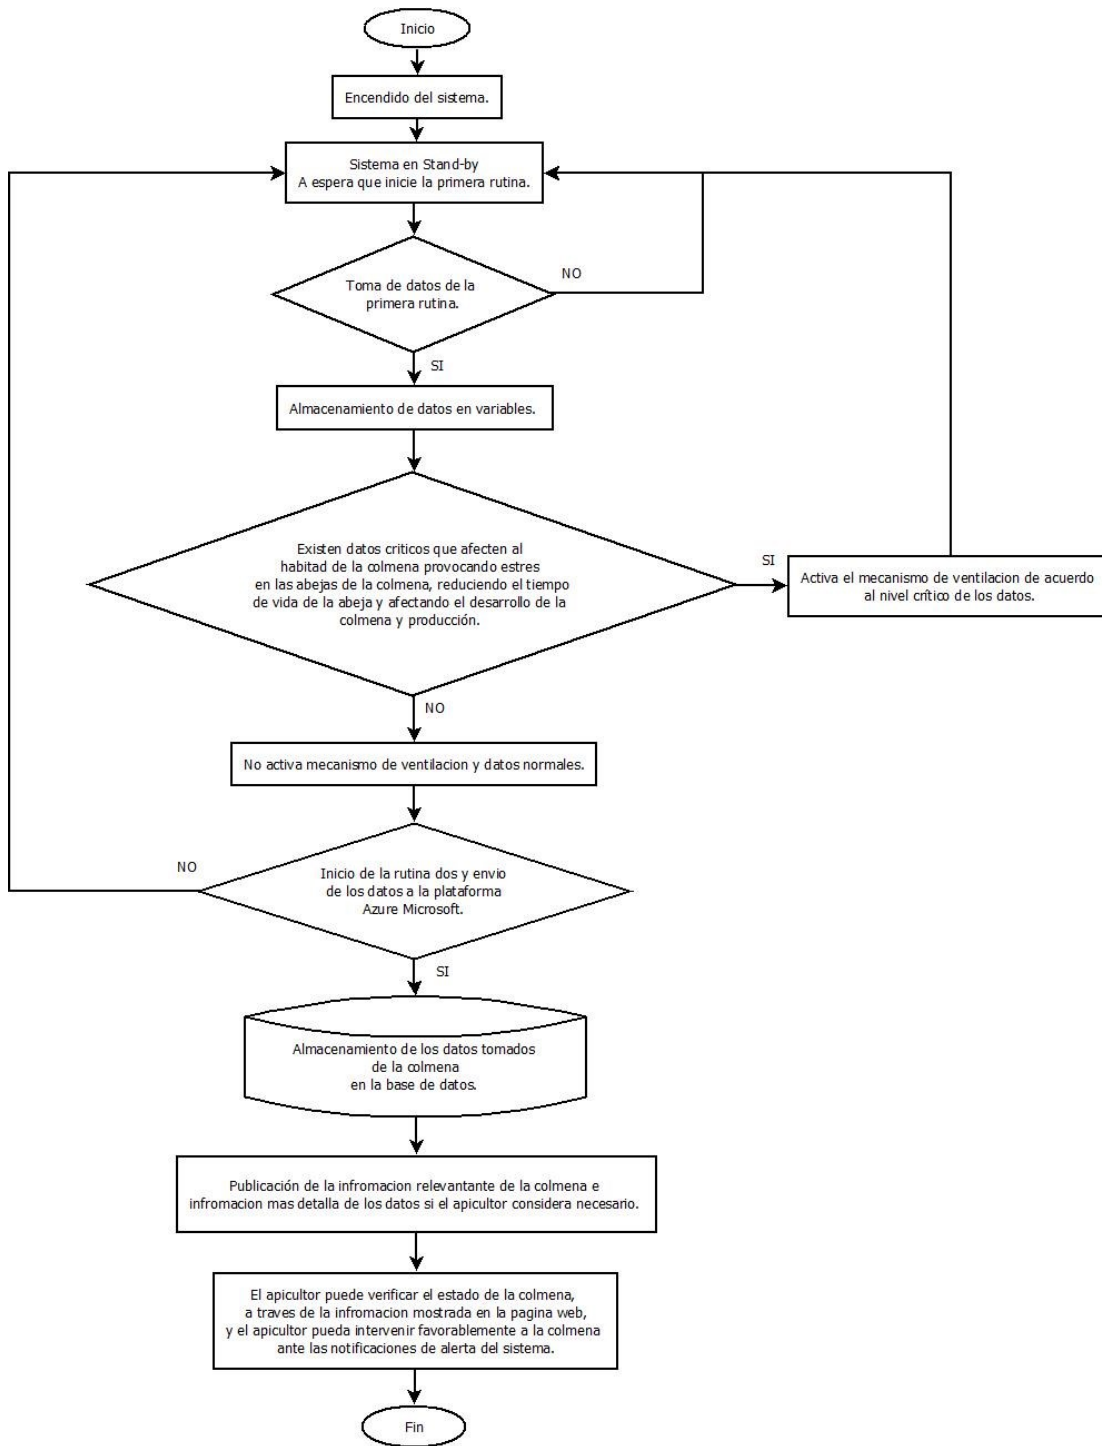 Inicio
Encendido del sistema.
Sistema en Stand-by
A espera que inicie la primera rutina.
Toma de datos de la
primera rutina.
NO
SI
Almacenamiento de datos en variables.
Existen datos criticos que afecten al
habitad de la colmena provocando estres
en las abejas de la colmena, reduciendo el tiempo
de vida de la abeja y afectando el desarrollo de la
colmena y producción.
SI
Activa el mecanismo de ventilacion de acuerdo
al nivel crítico de los datos.
NO
No activa mecanismo de ventilacion y datos normales.
NO
Inicio de la rutina dos y envio
de los datos a la plataforma
Azure Microsoft.
SI
Almacenamiento de los datos tomados
de la colmena
en la base de datos.
Publicación de la infromacion relevantante de la colmena e
infromacion mas detalla de los datos si el apicultor considera necesario.
El apicultor puede verificar el estado de la colmena,
a traves de la infromacion mostrada en la pagina web,
y el apicultor pueda intervenir favorablemente a la colmena
ante las notificaciones de alerta del sistema.
Fin